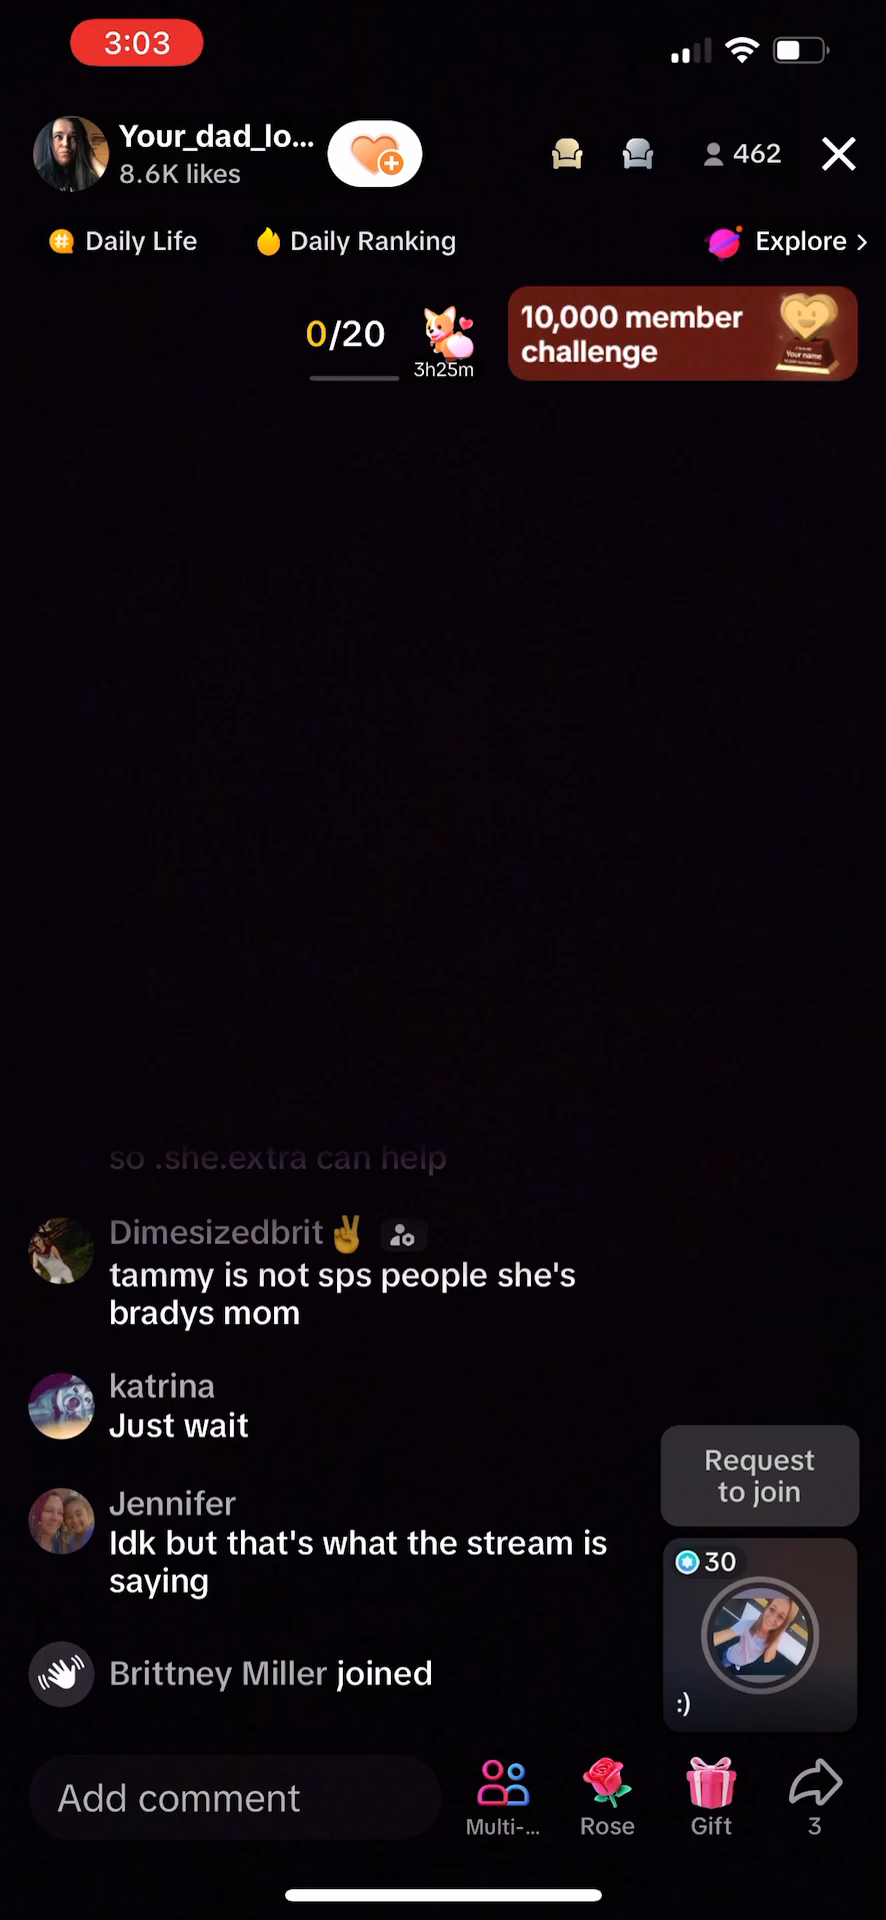 3:03
Your_dad_lo...
8.6K likes
462
Daily Life
Daily Ranking
Explore >
0/20
3h25m
10,000 member
challenge
Your name
so .she.extra can help
Dimesizedbrit✌️
tammy is not sps people she's
bradys mom
katrina
Just wait
Jennifer
Idk but that's what the stream is
saying
Brittney Miller joined
Request
to join
30
:)
Add comment
Multi-...
Rose
Gift
3